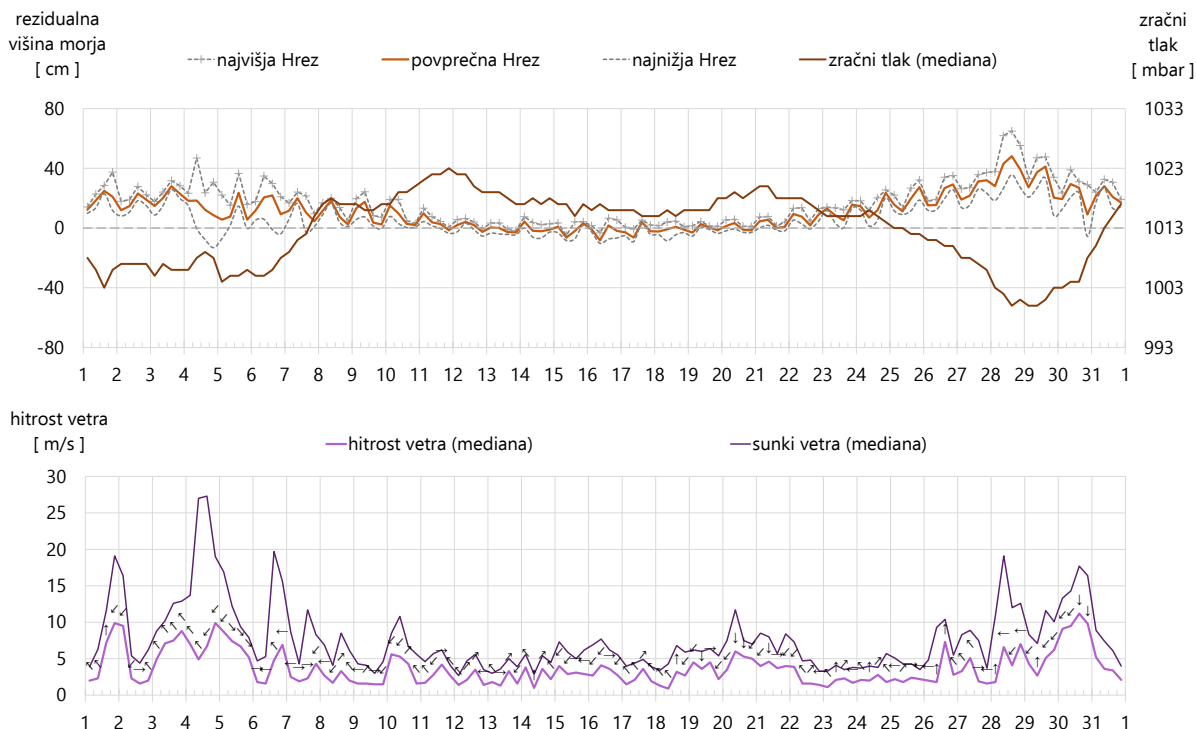 rezidualna
višina morja
[ cm ]
zračni
tlak
[ mbar ]
najvišja Hrez povprečna Hrez najnižja Hrez zračni tlak (mediana)
80 1033
40 1023
0 1013
-40 1003
-80 993
1 2 3 4 5 6 7 8 9 10 11 12 13 14 15 16 17 18 19 20 21 22 23 24 25 26 27 28 29 30 31 1
hitrost vetra
[ m/s ]
hitrost vetra (mediana) sunki vetra (mediana)
30
25
20
15
10
5
0
1 2 3 4 5 6 7 8 9 10 11 12 13 14 15 16 17 18 19 20 21 22 23 24 25 26 27 28 29 30 31 1